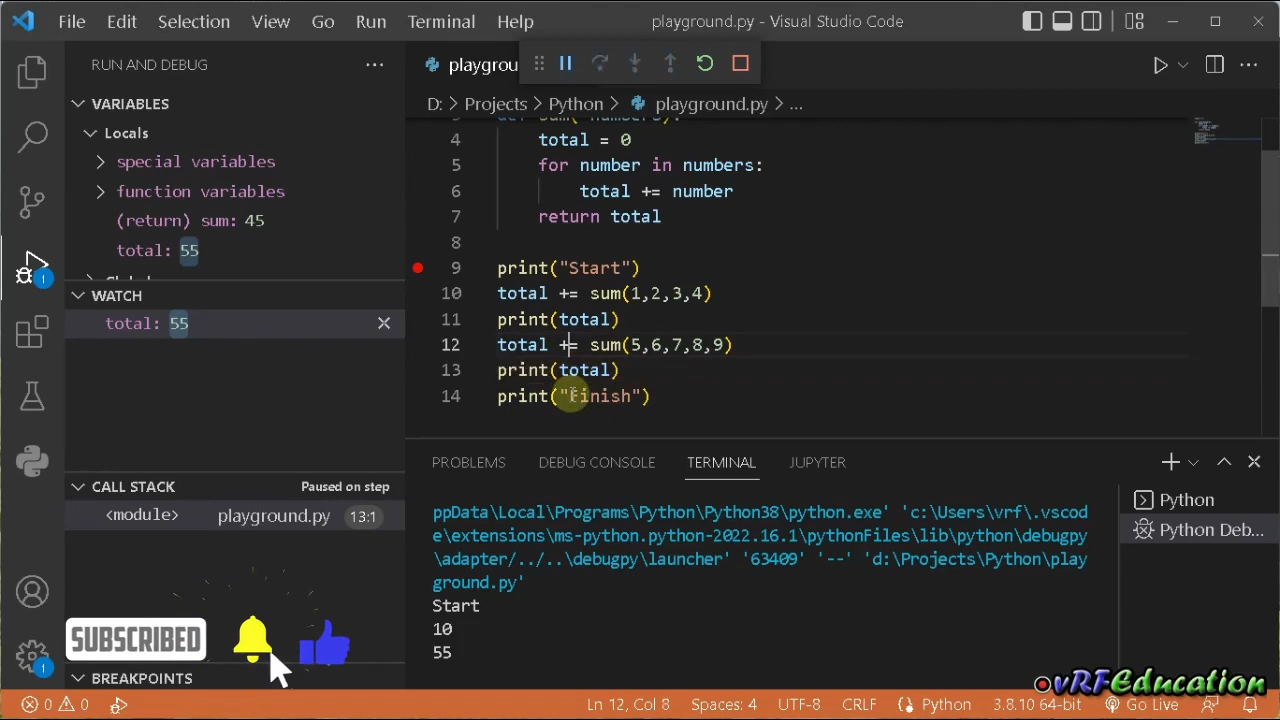 File Edit Selection View Go Run Terminal Help
playground.py - Visual Studio Code
RUN AND DEBUG
VARIABLES
Locals
special variables
function variables
(return) sum: 45
total: 55
WATCH
total: 55
CALL STACK Paused on step
<module> playground.py 13:1
SUBSCRIBED
BREAKPOINTS
playgrou
D: > Projects > Python > playground.py > ...
4 total = 0
5 for number in numbers:
6 total += number
7 return total
8
9 print("Start")
10 total += sum(1,2,3,4)
11 print(total)
12 total += sum(5,6,7,8,9)
13 print(total)
14 print("Finish")
PROBLEMS DEBUG CONSOLE TERMINAL JUPYTER
ppData\Local\Programs\Python\Python38\python.exe' 'c:\Users\vrf\.vscod
e\extensions\ms-python.python-2022.16.1\pythonFiles\lib\python\debugpy
\adapter/../..\debugpy\launcher' '63409' '--' 'd:\Projects\Python\play
ground.py'
Start
10
55
Python
Python Deb...
vRFEducation
0 0 Ln 12, Col 8 Spaces: 4 UTF-8 CRLF Python 3.8.10 64-bit Go Live